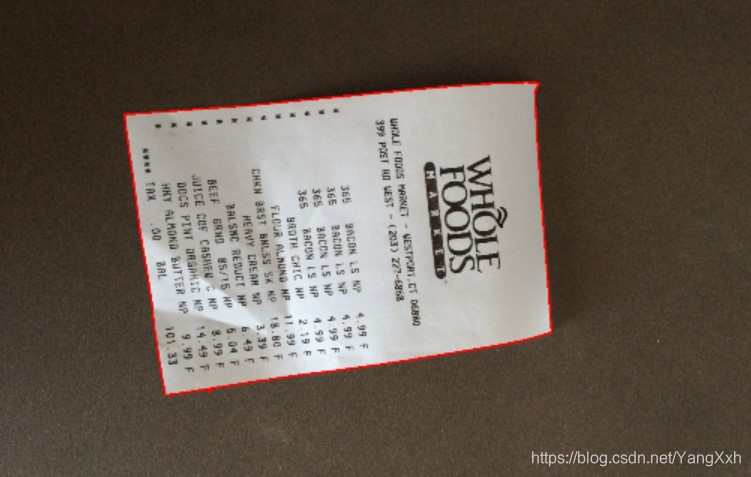 WHOLE
FOODS
MARKET
WHOLE FOODS MARKET - WESTPORT, CT 06880
399 POST RD WEST - (203) 227-6858
365 BACON LS NP 4.99 F
365 BACON LS NP 4.99 F
365 BACON LS NP 4.99 F
365 BACON LS NP 4.99 F
BROTH CHIC NP 2.19 F
FLOUR ALMOND NP 11.99 F
CHKN BRST BNLSS SK NP 18.80 F
HEAVY CREAM NP 3.39 F
BALSMC REDUCT NP 6.49 F
BEEF GRND 85/15 NP 5.04 F
JUICE COF CASHEW C NP 8.99 F
DOCS PINT ORGANIC NP 14.49 F
HNY ALMOND BUTTER NP 9.99 F
**** TAX .00 BAL 101.33
https://blog.csdn.net/YangXxh